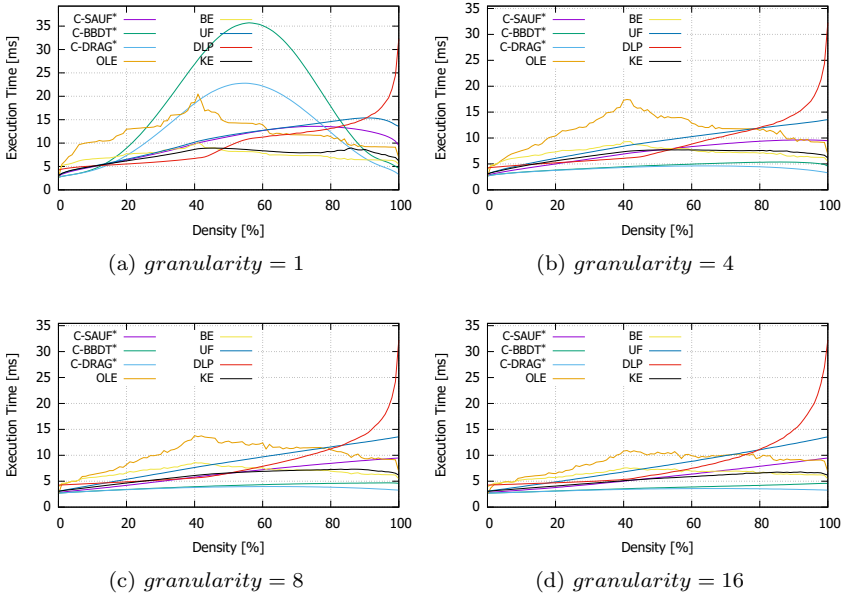 Execution Time [ms]
35
30
25
20
15
10
5
0
C-SAUF*
C-BBDT*
C-DRAG*
OLE
BE
UF
DLP
KE
0 20 40 60 80 100
Density [%]
(a) granularity = 1
Execution Time [ms]
35
30
25
20
15
10
5
0
C-SAUF*
C-BBDT*
C-DRAG*
OLE
BE
UF
DLP
KE
0 20 40 60 80 100
Density [%]
(b) granularity = 4
Execution Time [ms]
35
30
25
20
15
10
5
0
C-SAUF*
C-BBDT*
C-DRAG*
OLE
BE
UF
DLP
KE
0 20 40 60 80 100
Density [%]
(c) granularity = 8
Execution Time [ms]
35
30
25
20
15
10
5
0
C-SAUF*
C-BBDT*
C-DRAG*
OLE
BE
UF
DLP
KE
0 20 40 60 80 100
Density [%]
(d) granularity = 16